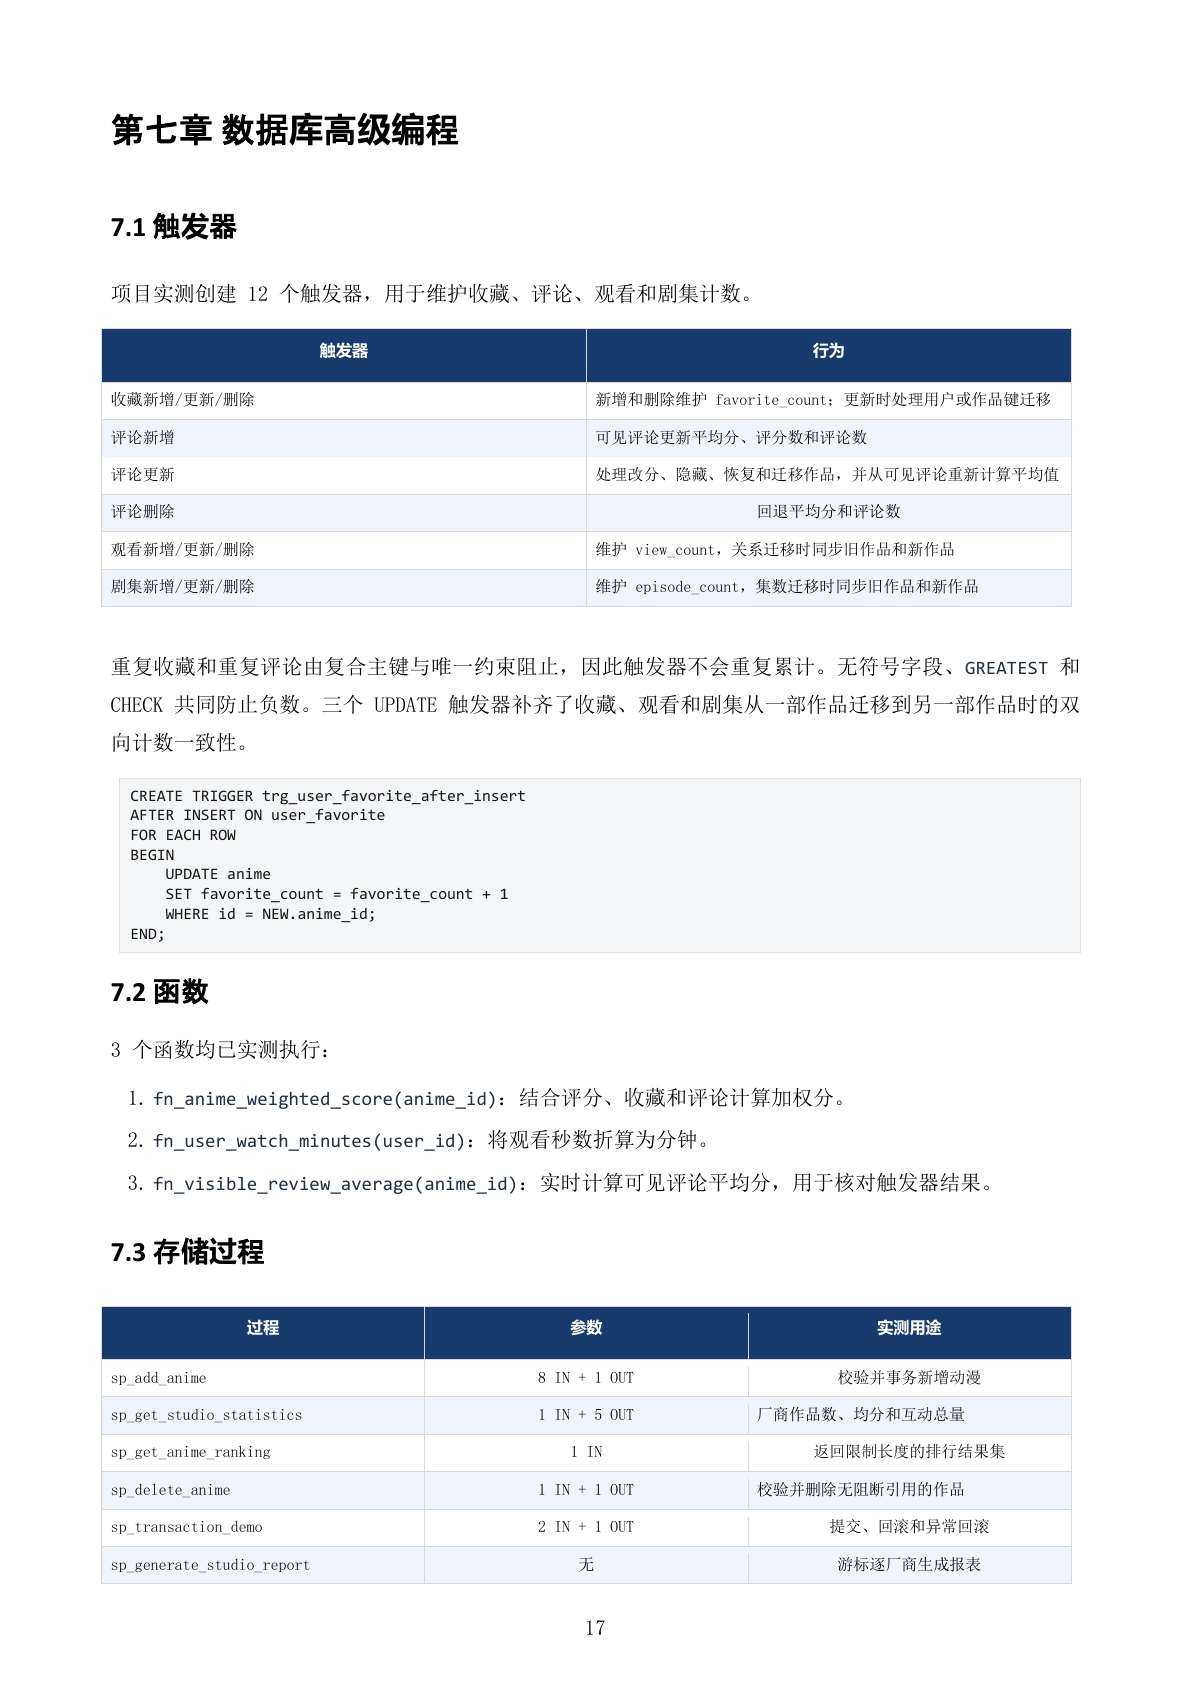 第七章 数据库高级编程
7.1 触发器
项目实测创建 12 个触发器，用于维护收藏、评论、观看和剧集计数。
触发器 行为
收藏新增/更新/删除 新增和删除维护 favorite_count；更新时处理用户或作品键迁移
评论新增 可见评论更新平均分、评分数和评论数
评论更新 处理改分、隐藏、恢复和迁移作品，并从可见评论重新计算平均值
评论删除 回退平均分和评论数
观看新增/更新/删除 维护 view_count，关系迁移时同步旧作品和新作品
剧集新增/更新/删除 维护 episode_count，集数迁移时同步旧作品和新作品
重复收藏和重复评论由复合主键与唯一约束阻止，因此触发器不会重复累计。无符号字段、GREATEST 和
CHECK 共同防止负数。三个 UPDATE 触发器补齐了收藏、观看和剧集从一部作品迁移到另一部作品时的双
向计数一致性。
CREATE TRIGGER trg_user_favorite_after_insert
AFTER INSERT ON user_favorite
FOR EACH ROW
BEGIN
    UPDATE anime
    SET favorite_count = favorite_count + 1
    WHERE id = NEW.anime_id;
END;
7.2 函数
3 个函数均已实测执行：
1. fn_anime_weighted_score(anime_id)：结合评分、收藏和评论计算加权分。
2. fn_user_watch_minutes(user_id)：将观看秒数折算为分钟。
3. fn_visible_review_average(anime_id)：实时计算可见评论平均分，用于核对触发器结果。
7.3 存储过程
过程 参数 实测用途
sp_add_anime 8 IN + 1 OUT 校验并事务新增动漫
sp_get_studio_statistics 1 IN + 5 OUT 厂商作品数、均分和互动总量
sp_get_anime_ranking 1 IN 返回限制长度的排行结果集
sp_delete_anime 1 IN + 1 OUT 校验并删除无阻断引用的作品
sp_transaction_demo 2 IN + 1 OUT 提交、回滚和异常回滚
sp_generate_studio_report 无 游标逐厂商生成报表
17